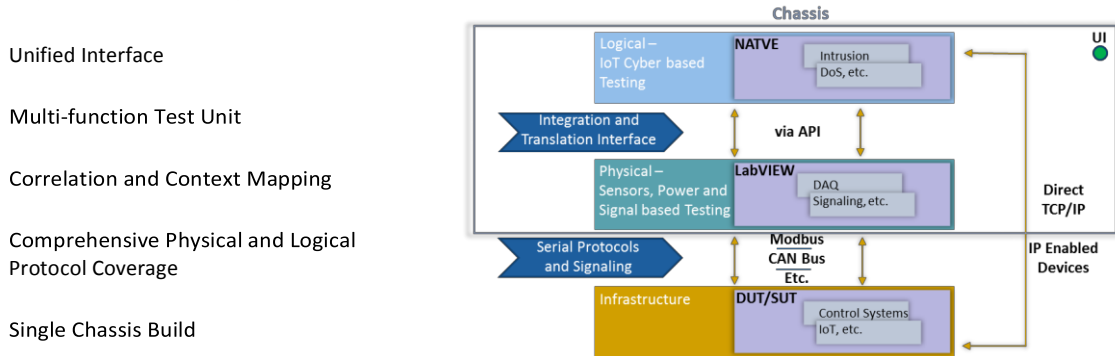 Unified Interface
Multi-function Test Unit
Correlation and Context Mapping
Comprehensive Physical and Logical
Protocol Coverage
Single Chassis Build
Chassis
UI
Logical –
IoT Cyber based
Testing
NATVE
Intrusion
DoS, etc.
Integration and
Translation Interface
via API
Physical –
Sensors, Power and
Signal based Testing
LabVIEW
DAQ
Signaling, etc.
Direct
TCP/IP
Serial Protocols
and Signaling
Modbus
CAN Bus
Etc.
IP Enabled
Devices
Infrastructure
DUT/SUT
Control Systems
IoT, etc.